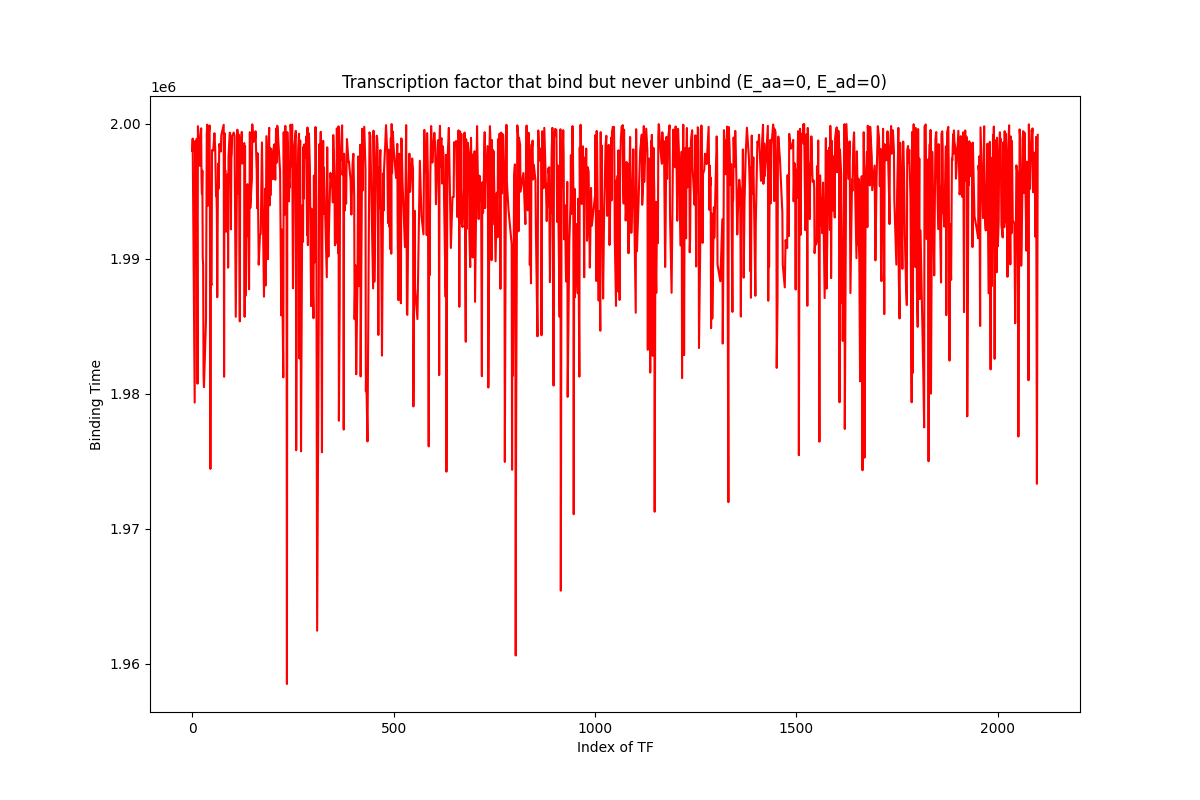 Transcription factor that bind but never unbind (E_aa=0, E_ad=0)
1e6
2.00
1.99
1.98
1.97
1.96
Binding Time
0 500 1000 1500 2000
Index of TF